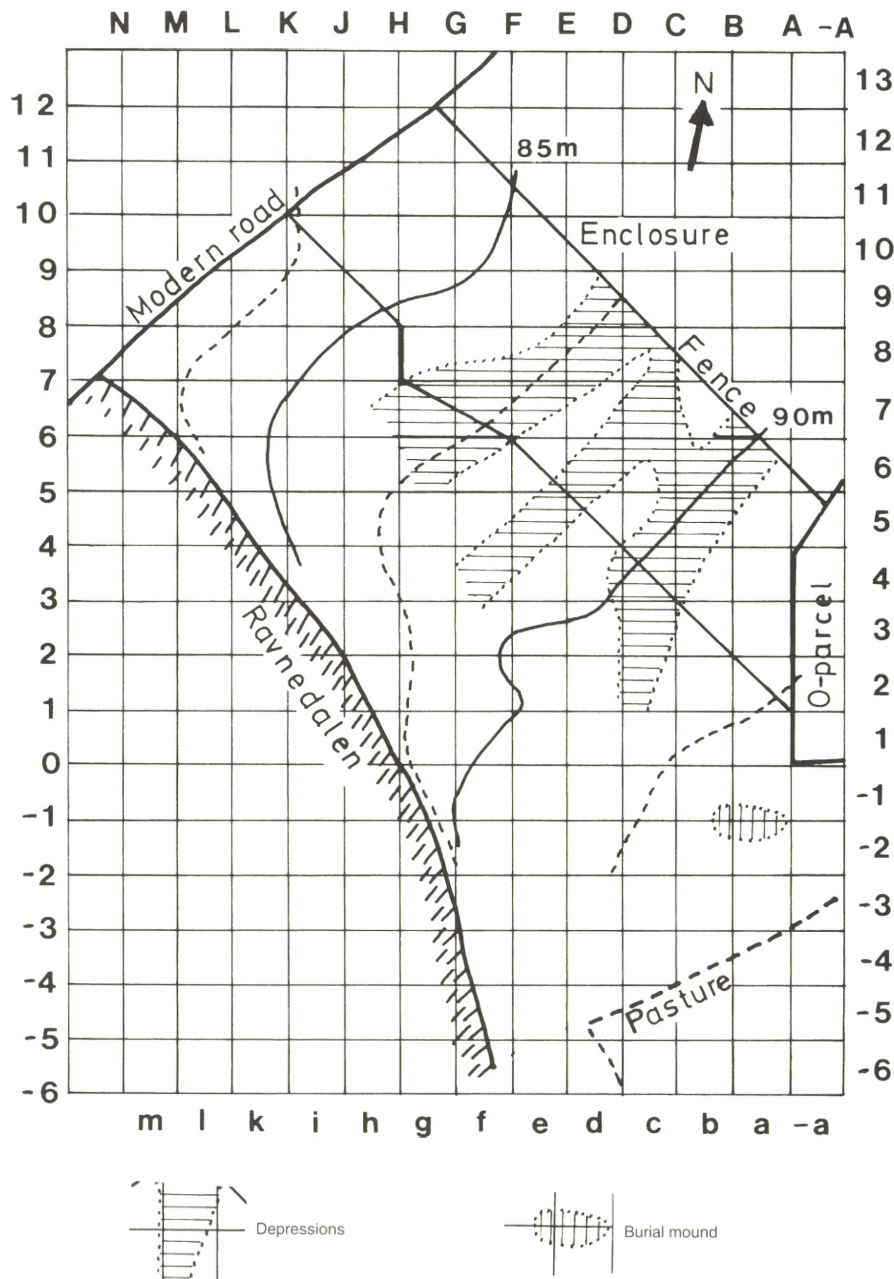 N M L K J H G F E D C B A -A
13
12
12
11
11
10
10
9
9
8
8
7
7
6
6
5
5
4
4
3
3
2
2
1
1
0
-1
-1
-2
-2
-3
-3
-4
-4
-5
-5
-6
-6
N
85m
Enclosure
Fence
Modern road
90m
Ravnedalen
O-parcel
Pasture
m l k i h g f e d c b a -a
Depressions
Burial mound